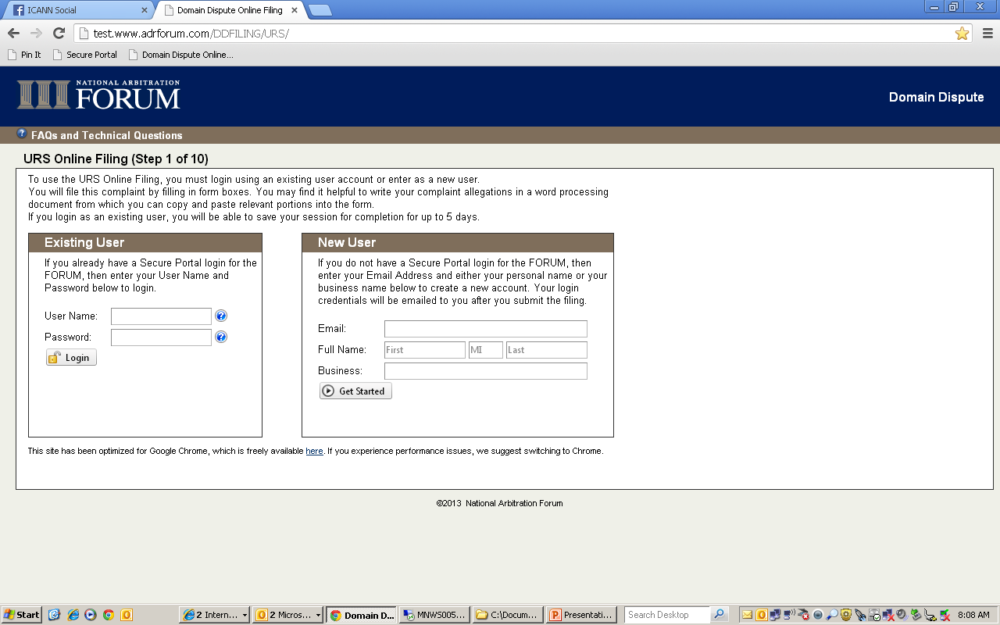 ICANN Social
Domain Dispute Online Filing
test.www.adrforum.com/DDFILING/URS/
Pin It
Secure Portal
Domain Dispute Online...
NATIONAL ARBITRATION
FORUM
Domain Dispute
FAQs and Technical Questions
URS Online Filing (Step 1 of 10)
To use the URS Online Filing, you must login using an existing user account or enter as a new user.
You will file this complaint by filling in form boxes. You may find it helpful to write your complaint allegations in a word processing
document from which you can copy and paste relevant portions into the form.
If you login as an existing user, you will be able to save your session for completion for up to 5 days.
Existing User
If you already have a Secure Portal login for the
FORUM, then enter your User Name and
Password below to login.
User Name:
Password:
Login
New User
If you do not have a Secure Portal login for the FORUM, then
enter your Email Address and either your personal name or your
business name below to create a new account. Your login
credentials will be emailed to you after you submit the filing.
Email:
Full Name: First MI Last
Business:
Get Started
This site has been optimized for Google Chrome, which is freely available here. If you experience performance issues, we suggest switching to Chrome.
©2013 National Arbitration Forum
Start
2 Intern...
2 Micros...
Domain D...
MNWS005...
C:\Docum...
Presentati...
Search Desktop
8:08 AM